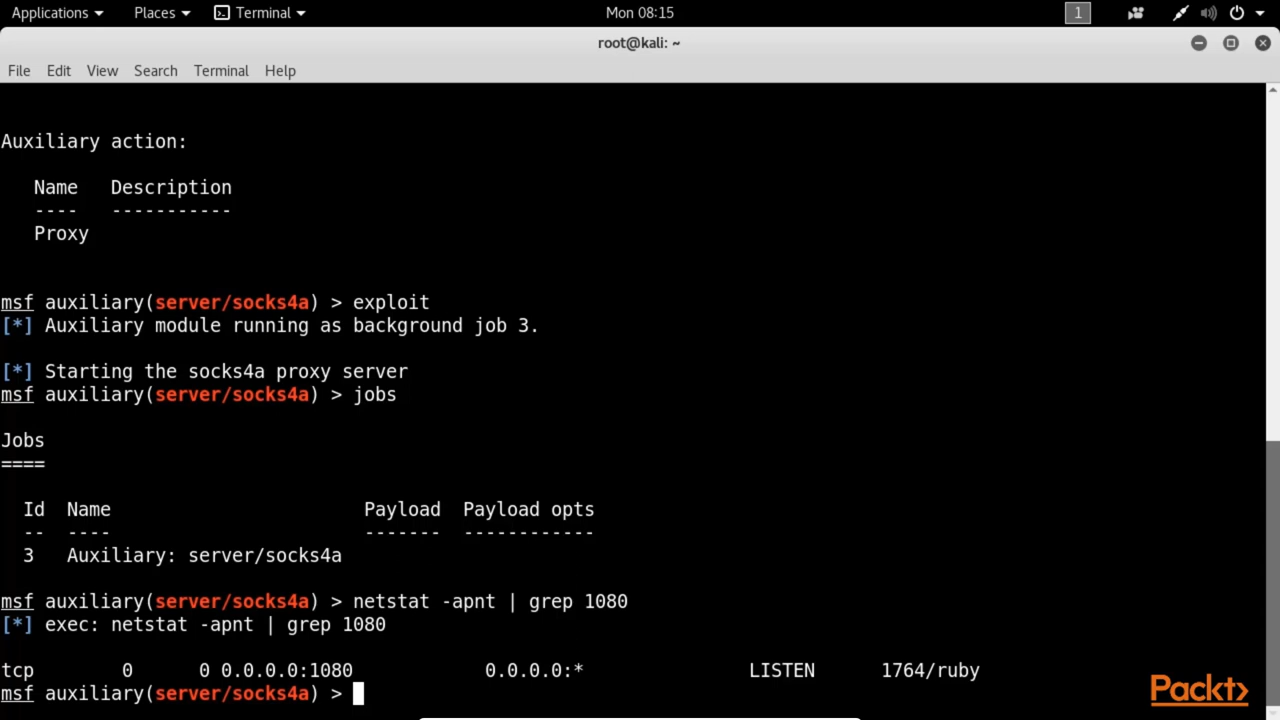 Applications Places Terminal Mon 08:15 1
root@kali: ~
File Edit View Search Terminal Help
Auxiliary action:
Name Description
---- -----------
Proxy
msf auxiliary(server/socks4a) > exploit
[*] Auxiliary module running as background job 3.
[*] Starting the socks4a proxy server
msf auxiliary(server/socks4a) > jobs
Jobs
====
Id Name Payload Payload opts
-- ---- ------- ------------
3 Auxiliary: server/socks4a
msf auxiliary(server/socks4a) > netstat -apnt | grep 1080
[*] exec: netstat -apnt | grep 1080
tcp 0 0 0.0.0.0:1080 0.0.0.0:* LISTEN 1764/ruby
msf auxiliary(server/socks4a) >
Packt>